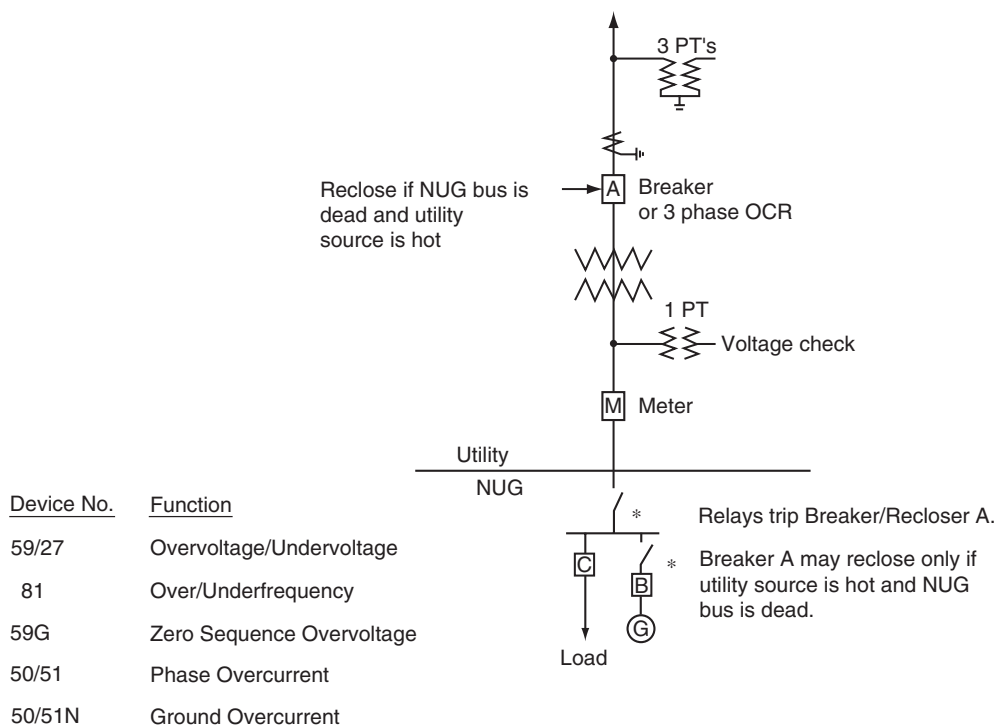 3 PT's
Reclose if NUG bus is
dead and utility
source is hot
A
Breaker
or 3 phase OCR
1 PT
Voltage check
M
Meter
Utility
NUG
Device No.
Function
59/27
Overvoltage/Undervoltage
81
Over/Underfrequency
59G
Zero Sequence Overvoltage
50/51
Phase Overcurrent
50/51N
Ground Overcurrent
*
C
*
B
G
Load
Relays trip Breaker/Recloser A.
Breaker A may reclose only if
utility source is hot and NUG
bus is dead.